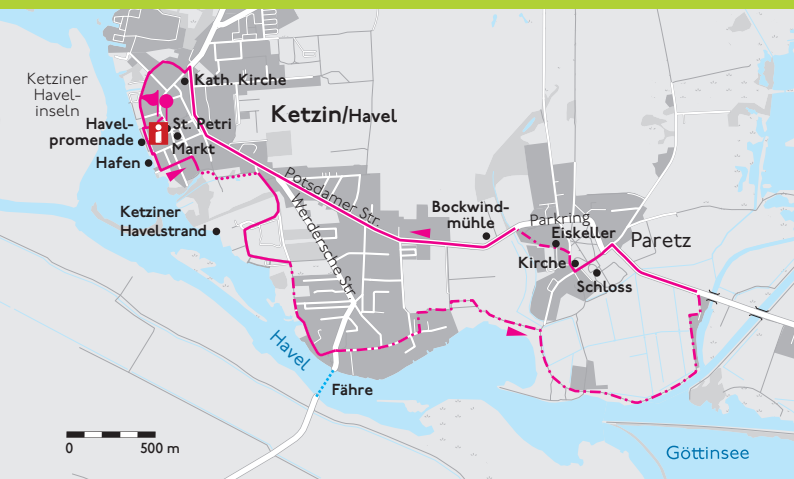 Ketziner
Havel-
inseln
Kath. Kirche
Ketzin/Havel
Havel-
promenade
i
St. Petri
Markt
Hafen
Ketziner
Havelstrand
Potsdamer Str.
Werdersche Str.
Bockwind-
mühle
Parkring
Eiskeller
Paretz
Kirche
Schloss
Havel
Fähre
0 500 m
Göttinsee